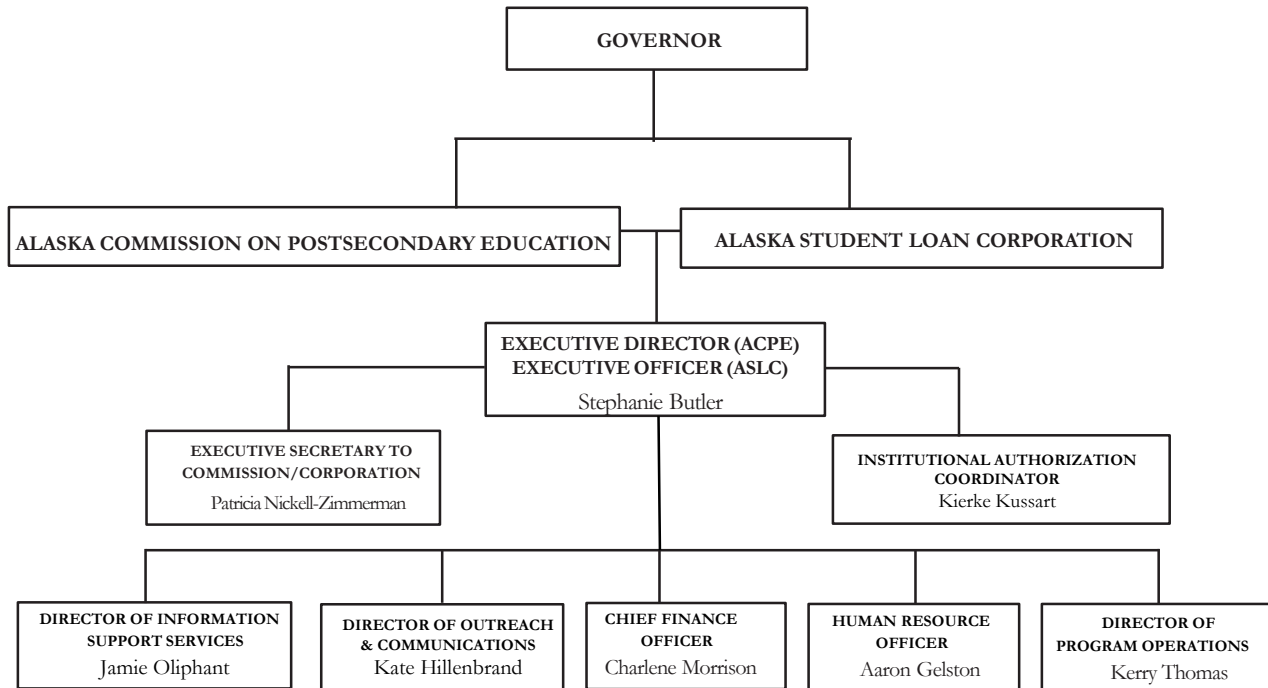 GOVERNOR
ALASKA COMMISSION ON POSTSECONDARY EDUCATION
ALASKA STUDENT LOAN CORPORATION
EXECUTIVE DIRECTOR (ACPE)
EXECUTIVE OFFICER (ASLC)
Stephanie Butler
EXECUTIVE SECRETARY TO
COMMISSION/CORPORATION
Patricia Nickell-Zimmerman
INSTITUTIONAL AUTHORIZATION
COORDINATOR
Kierke Kussart
DIRECTOR OF INFORMATION
SUPPORT SERVICES
Jamie Oliphant
DIRECTOR OF OUTREACH
& COMMUNICATIONS
Kate Hillenbrand
CHIEF FINANCE
OFFICER
Charlene Morrison
HUMAN RESOURCE
OFFICER
Aaron Gelston
DIRECTOR OF
PROGRAM OPERATIONS
Kerry Thomas